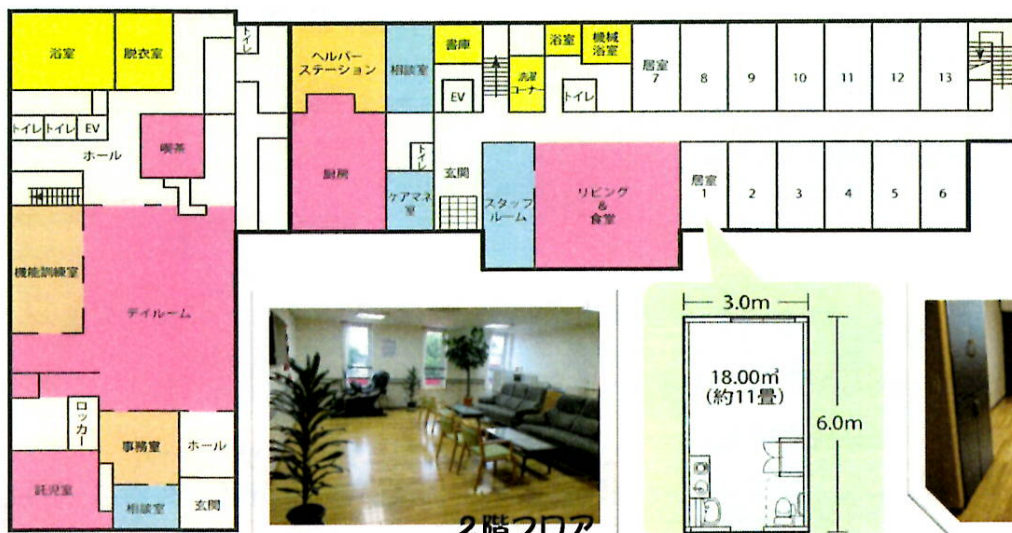 浴室
脱衣室
トイレ
ヘルパー
ステーション
相談室
書庫
EV
洗濯
コーナー
浴室
機械
浴室
トイレ
居室
7
8
9
10
11
12
13
トイレ
トイレ
EV
ホール
喫茶
厨房
トイレ
ケアマネ
室
玄関
スタッフ
ルーム
リビング
&
食堂
居室
1
2
3
4
5
6
機能訓練室
デイルーム
ロッカー
事務室
ホール
託児室
相談室
玄関
2階フロア
3.0m
18.00㎡
(約11畳)
6.0m